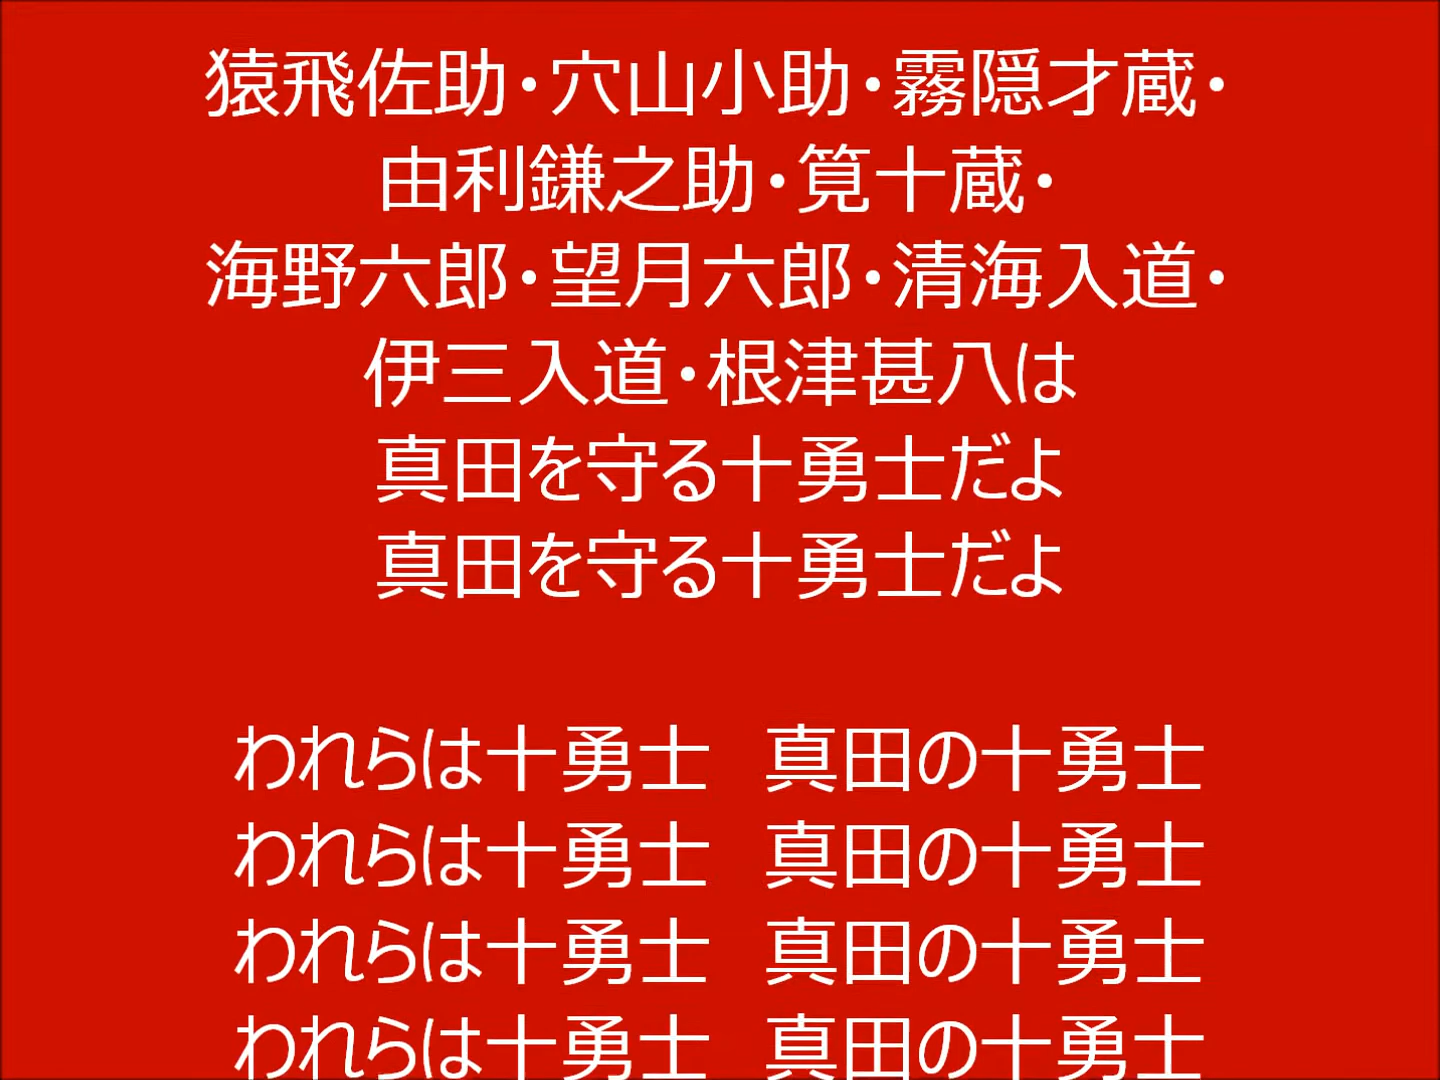 猿飛佐助・穴山小助・霧隠才蔵・
由利鎌之助・筧十蔵・
海野六郎・望月六郎・清海入道・
伊三入道・根津甚八は
真田を守る十勇士だよ
真田を守る十勇士だよ
われらは十勇士　真田の十勇士
われらは十勇士　真田の十勇士
われらは十勇士　真田の十勇士
われらは十勇士　真田の十勇士